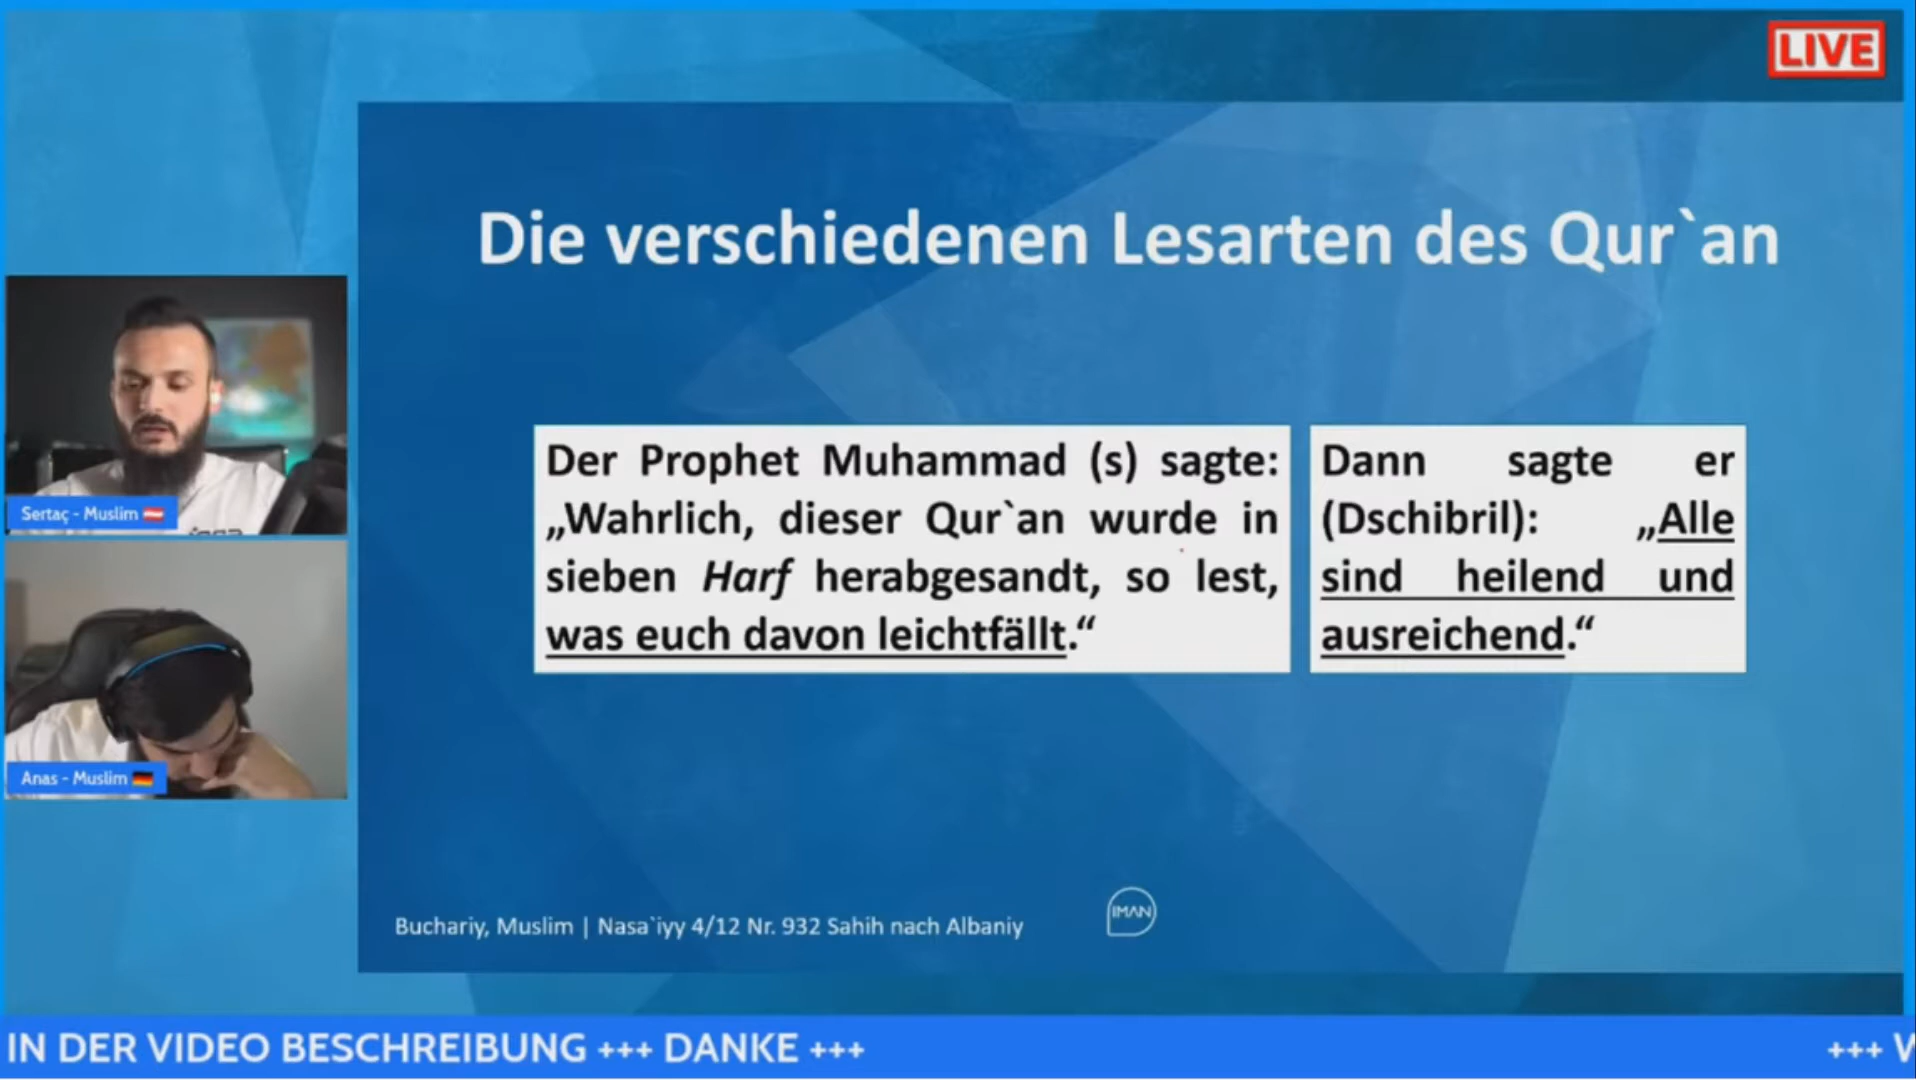 LIVE
Die verschiedenen Lesarten des Qur`an
Der Prophet Muhammad (s) sagte:
„Wahrlich, dieser Qur`an wurde in
sieben Harf herabgesandt, so lest,
was euch davon leichtfällt.“
Dann sagte er
(Dschibril): „Alle
sind heilend und
ausreichend.“
Sertaç - Muslim
Anas - Muslim
Buchariy, Muslim | Nasa`iyy 4/12 Nr. 932 Sahih nach Albaniy
IMAN
IN DER VIDEO BESCHREIBUNG +++ DANKE +++
+++